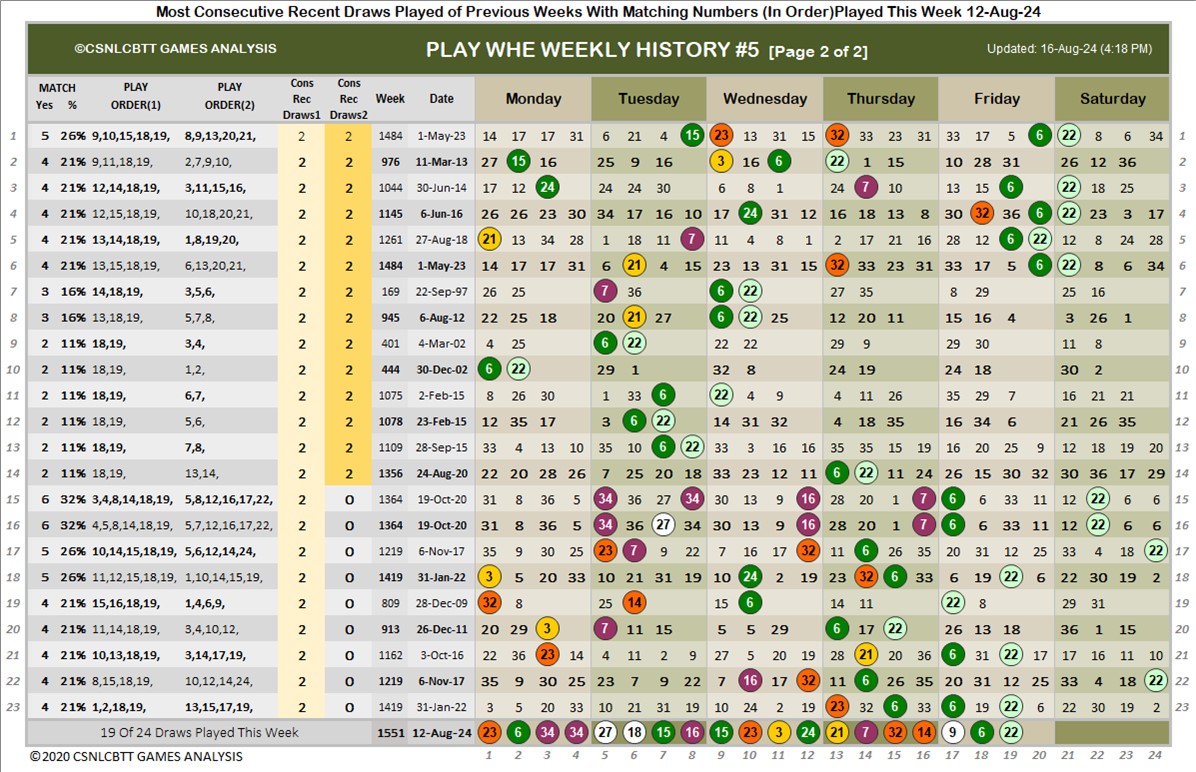 Most Consecutive Recent Draws Played of Previous Weeks With Matching Numbers (In Order)Played This Week 12-Aug-24
©CSNLCBTT GAMES ANALYSIS PLAY WHE WEEKLY HISTORY #5 [Page 2 of 2] Updated: 16-Aug-24 (4:18 PM)
MATCH Yes % PLAY ORDER(1) PLAY ORDER(2) Cons Rec Draws1 Cons Rec Draws2 Week Date Monday Tuesday Wednesday Thursday Friday Saturday
1 5 26% 9,10,15,18,19, 8,9,13,20,21, 2 2 1484 1-May-23 14 17 17 31 6 21 4 15 23 13 31 15 32 33 23 31 33 17 5 6 22 8 6 34 1
2 4 21% 9,11,18,19, 2,7,9,10, 2 2 976 11-Mar-13 27 15 16 25 9 16 3 16 6 22 1 15 10 28 31 26 12 36 2
3 4 21% 12,14,18,19, 3,11,15,16, 2 2 1044 30-Jun-14 17 12 24 24 24 30 6 8 1 24 7 10 13 15 6 22 18 25 3
4 4 21% 12,15,18,19, 10,18,20,21, 2 2 1145 6-Jun-16 26 26 23 30 34 17 16 10 17 24 31 12 16 18 13 8 30 32 36 6 22 23 3 17 4
5 4 21% 13,14,18,19, 1,8,19,20, 2 2 1261 27-Aug-18 21 13 34 28 1 18 11 7 11 4 8 1 2 17 21 16 28 12 6 22 12 8 24 28 5
6 4 21% 13,15,18,19, 6,13,20,21, 2 2 1484 1-May-23 14 17 17 31 6 21 4 15 23 13 31 15 32 33 23 31 33 17 5 6 22 8 6 34 6
7 3 16% 14,18,19, 3,5,6, 2 2 169 22-Sep-97 26 25 7 36 6 22 27 35 8 29 25 16 7
8 3 16% 13,18,19, 5,7,8, 2 2 945 6-Aug-12 22 25 18 20 21 27 6 22 25 12 20 11 15 16 4 3 26 1 8
9 2 11% 18,19, 3,4, 2 2 401 4-Mar-02 4 25 6 22 22 22 29 9 29 30 11 8 9
10 2 11% 18,19, 1,2, 2 2 444 30-Dec-02 6 22 29 1 32 8 24 19 24 18 30 2 10
11 2 11% 18,19, 6,7, 2 2 1075 2-Feb-15 8 26 30 1 33 6 22 4 9 4 11 26 35 29 7 16 21 21 11
12 2 11% 18,19, 5,6, 2 2 1078 23-Feb-15 12 35 17 3 6 22 14 31 32 4 18 35 16 34 6 21 26 35 12
13 2 11% 18,19, 7,8, 2 2 1109 28-Sep-15 33 4 13 10 35 10 6 22 33 3 16 16 35 35 15 19 16 20 25 9 12 18 19 20 13
14 2 11% 18,19, 13,14, 2 2 1356 24-Aug-20 22 20 28 26 7 25 20 18 33 23 12 11 6 22 11 24 26 15 30 32 30 36 17 29 14
15 6 32% 3,4,8,14,18,19, 5,8,12,16,17,22, 2 0 1364 19-Oct-20 31 8 36 5 34 36 27 34 30 13 9 16 28 20 1 7 6 6 33 11 12 22 6 6 15
16 6 32% 4,5,8,14,18,19, 5,7,12,16,17,22, 2 0 1364 19-Oct-20 31 8 36 5 34 36 27 34 30 13 9 16 28 20 1 7 6 6 33 11 12 22 6 6 16
17 5 26% 10,14,15,18,19, 5,6,12,14,24, 2 0 1219 6-Nov-17 35 9 30 25 23 7 9 22 7 16 17 32 11 6 26 35 20 31 12 25 33 4 18 22 17
18 5 26% 11,12,15,18,19, 1,10,14,15,19, 2 0 1419 31-Jan-22 3 5 20 33 10 21 31 19 10 24 2 19 23 32 6 33 6 19 22 6 22 30 19 2 18
19 4 21% 15,16,18,19, 1,4,6,9, 2 0 809 28-Dec-09 32 8 25 14 15 6 14 11 22 8 29 31 19
20 4 21% 11,14,18,19, 3,4,10,12, 2 0 913 26-Dec-11 20 29 3 7 11 15 5 5 29 6 17 22 26 13 18 36 1 15 20
21 4 21% 10,13,18,19, 3,14,17,19, 2 0 1162 3-Oct-16 22 36 23 14 4 11 2 9 27 5 20 19 28 21 20 36 6 31 22 17 17 16 11 10 21
22 4 21% 8,15,18,19, 10,12,14,24, 2 0 1219 6-Nov-17 35 9 30 25 23 7 9 22 7 16 17 32 11 6 26 35 20 31 12 25 33 4 18 22 22
23 4 21% 1,2,18,19, 13,15,17,19, 2 0 1419 31-Jan-22 3 5 20 33 10 21 31 19 10 24 2 19 23 32 6 33 6 19 22 6 22 30 19 2 23
19 Of 24 Draws Played This Week 1551 12-Aug-24 23 6 34 34 27 18 15 16 15 23 3 24 21 7 32 14 9 6 22
©2020 CSNLCBTT GAMES ANALYSIS 1 2 3 4 5 6 7 8 9 10 11 12 13 14 15 16 17 18 19 20 21 22 23 24